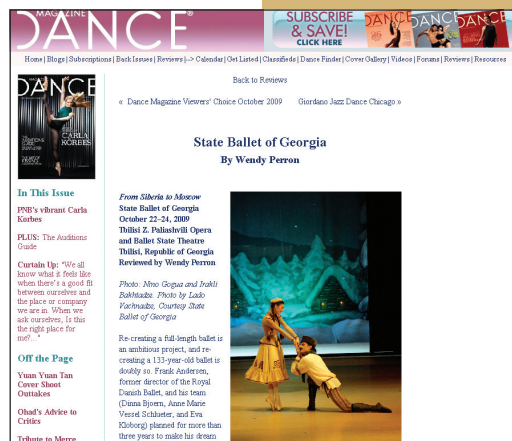 MAGAZINE
DANCE®
SUBSCRIBE
& SAVE!
CLICK HERE
DANCE
DANCE
DANCE
Home | Blogs | Subscriptions | Back Issues | Reviews |--> Calendar | Get Listed | Classifieds | Dance Finder | Cover Gallery | Videos | Forums | Reviews | Resources
Back to Reviews
« Dance Magazine Viewers' Choice October 2009 Giordano Jazz Dance Chicago »
State Ballet of Georgia
By Wendy Perron
DANCE
CARLA
KÖRBES
In This Issue
PNB's vibrant Carla
Korbes
PLUS: The Auditions
Guide
Curtain Up: "We all
know what it feels like
when there's a good fit
between ourselves and
the place or company
we are in. When we
ask ourselves, Is this
the right place for
me?..."
Off the Page
Yuan Yuan Tan
Cover Shoot
Outtakes
Ohad's Advice to
Critics
Tribute to Merce
From Siberia to Moscow
State Ballet of Georgia
October 22–24, 2009
Tbilisi Z. Paliashvili Opera
and Ballet State Theatre
Tbilisi, Republic of Georgia
Reviewed by Wendy Perron
Photo: Nino Gogua and Irakli
Bakhtadze. Photo by Lado
Vachnadze, Courtesy State
Ballet of Georgia
Re-creating a full-length ballet is
an ambitious project, and re-
creating a 133-year-old ballet is
doubly so. Frank Andersen,
former director of the Royal
Danish Ballet, and his team
(Dinna Bjoern, Anne Marie
Vessel Schlueter, and Eva
Kloborg) planned for more than
three years to make his dream